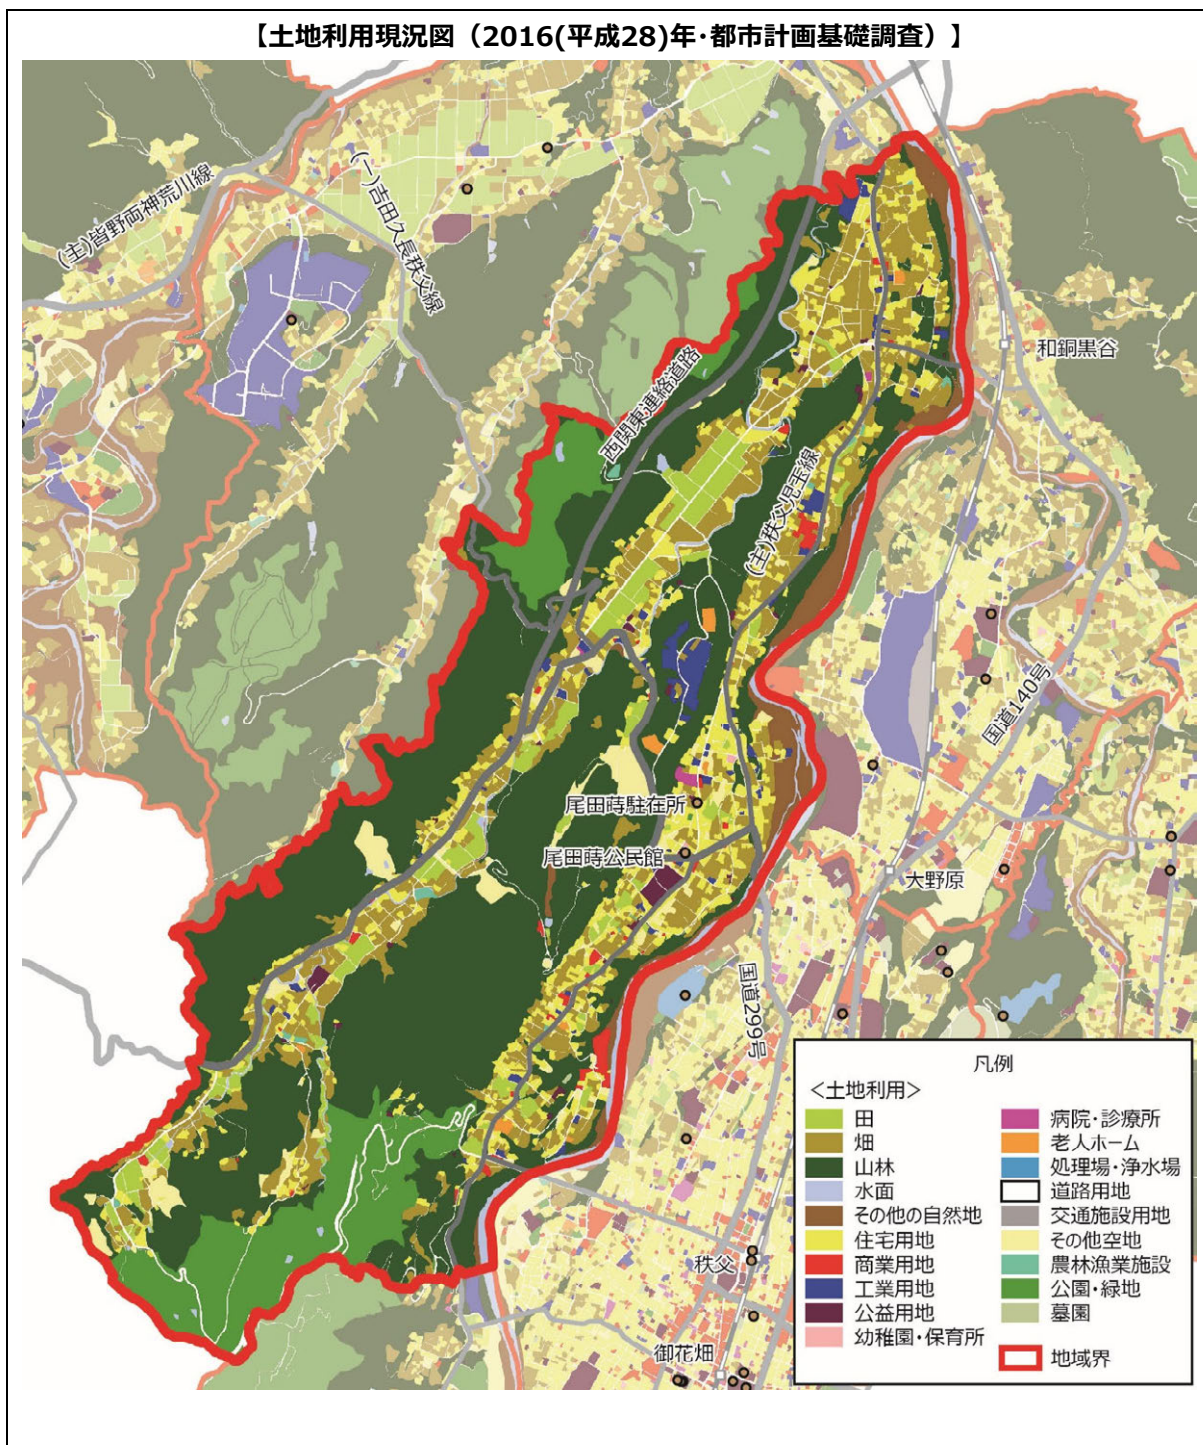 【土地利用現況図（2016(平成28)年･都市計画基礎調査）】
(主)皆野両神荒川線
(一)吉田久長秩父線
西関東連絡道路
和銅黒谷
(主)秩父児玉線
国道140号
尾田蒔駐在所
尾田蒔公民館
大野原
国道299号
秩父
御花畑
凡例
＜土地利用＞
田
畑
山林
水面
その他の自然地
住宅用地
商業用地
工業用地
公益用地
幼稚園・保育所
病院・診療所
老人ホーム
処理場・浄水場
道路用地
交通施設用地
その他空地
農林漁業施設
公園・緑地
墓園
地域界